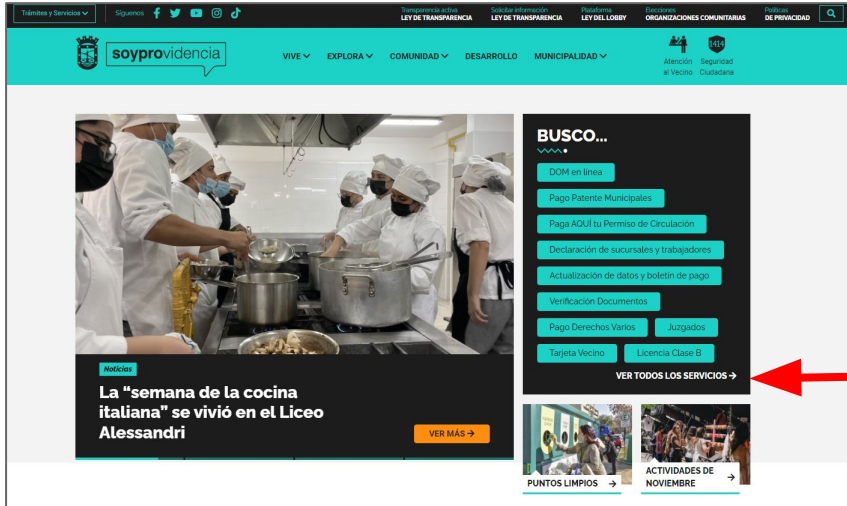 Trámites y Servicios
Síguenos
Transparencia activa
LEY DE TRANSPARENCIA
Solicitar información
LEY DE TRANSPARENCIA
Plataforma
LEY DEL LOBBY
Elecciones
ORGANIZACIONES COMUNITARIAS
Políticas
DE PRIVACIDAD
soyprovidencia
VIVE
EXPLORA
COMUNIDAD
DESARROLLO
MUNICIPALIDAD
Atención
al Vecino
1414
Seguridad
Ciudadana
BUSCO...
DOM en línea
Pago Patente Municipales
Paga AQUÍ tu Permiso de Circulación
Declaración de sucursales y trabajadores
Actualización de datos y boletín de pago
Verificación Documentos
Pago Derechos Varios
Juzgados
Tarjeta Vecino
Licencia Clase B
VER TODOS LOS SERVICIOS →
Noticias
La “semana de la cocina
italiana” se vivió en el Liceo
Alessandri
VER MÁS →
PUNTOS LIMPIOS →
ACTIVIDADES DE
NOVIEMBRE →